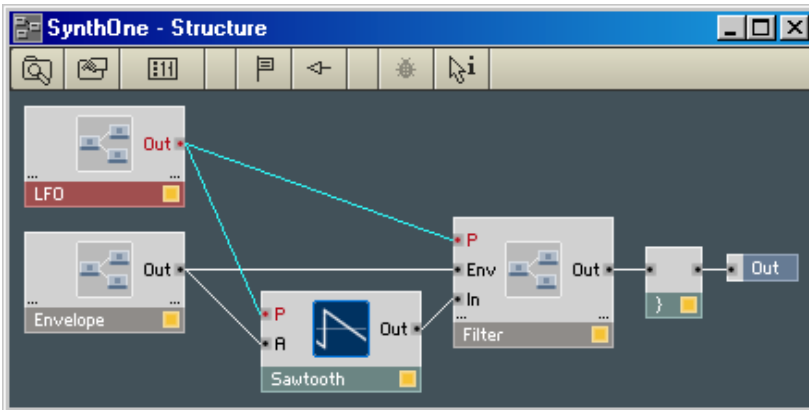 SynthOne - Structure
Out
...
...
LFO
Out
...
...
Envelope
P
A
Out
Sawtooth
P
Env
In
Out
...
...
Filter
}
Out